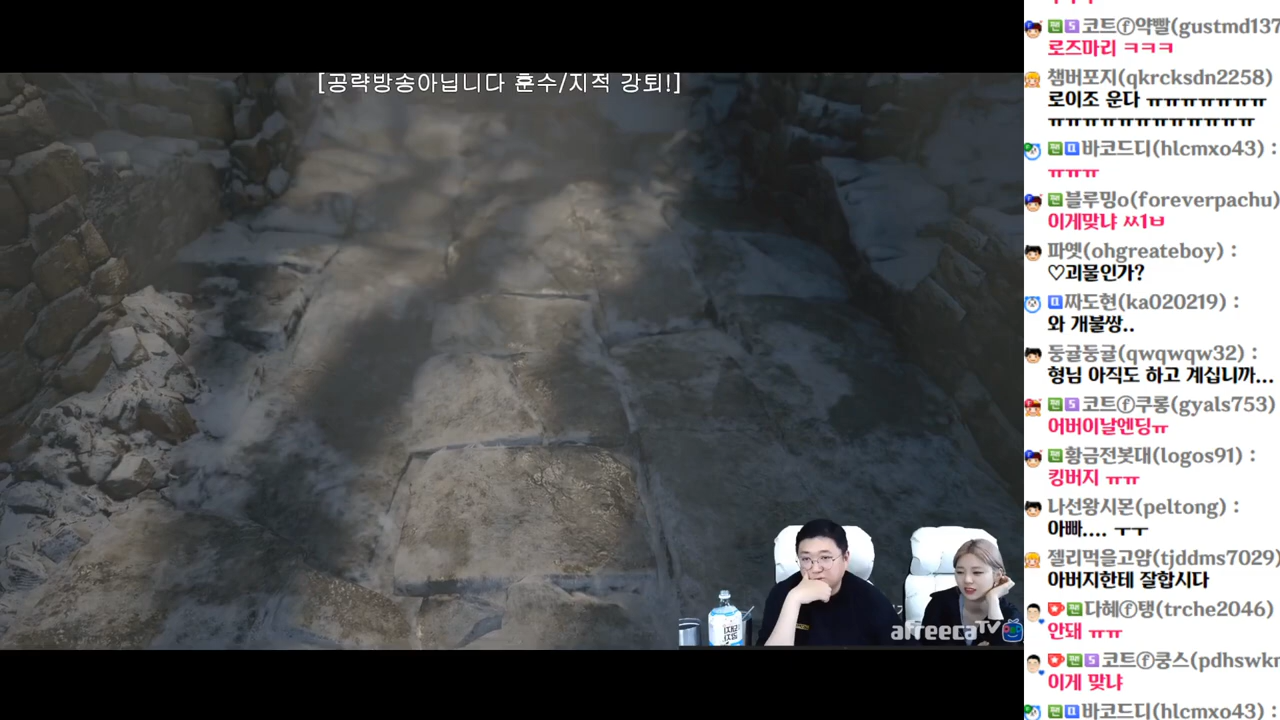 [공략방송아닙니다 훈수/지적 강퇴!]
팬 S 코트ⓕ약빨(gustmd137
로즈마리 ㅋㅋㅋ
챔버포지(qkrcksdn2258)
로이조 운다 ㅠㅠㅠㅠㅠㅠㅠ
ㅠㅠㅠㅠㅠㅠㅠㅠㅠㅠㅠㅠ
바코드디(hlcmxo43) :
ㅠㅠㅠ
블루밍o(foreverpachu)
이게맞냐 ㅆ1ㅂ
파옛(ohgreateboy) :
♡괴물인가?
짜도현(ka020219) :
와 개불쌍..
둥귤둥귤(qwqwqw32) :
형님 아직도 하고 계십니까...
팬 S 코트ⓕ쿠롱(gyals753)
어버이날엔딩ㅠ
황금전봇대(logos91) :
킹버지 ㅠㅠ
나선왕시몬(peltong) :
아빠.... ㅜㅜ
젤리먹을고얌(tjddms7029)
아버지한테 잘합시다
다혜ⓕ탱(trche2046)
안돼 ㅠㅠ
팬 S 코트ⓕ쿵스(pdhswkr
이게 맞냐
바코드디(hlcmxo43) :
afreecaTV